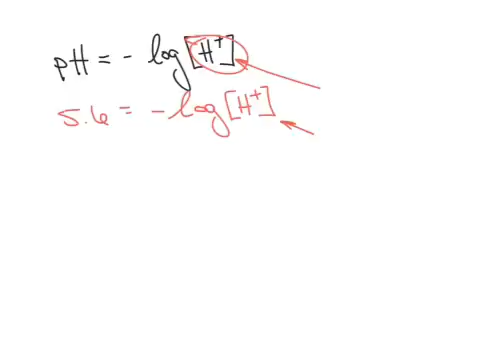 pH = - log [H⁺]
5.6 = - log [H⁺]